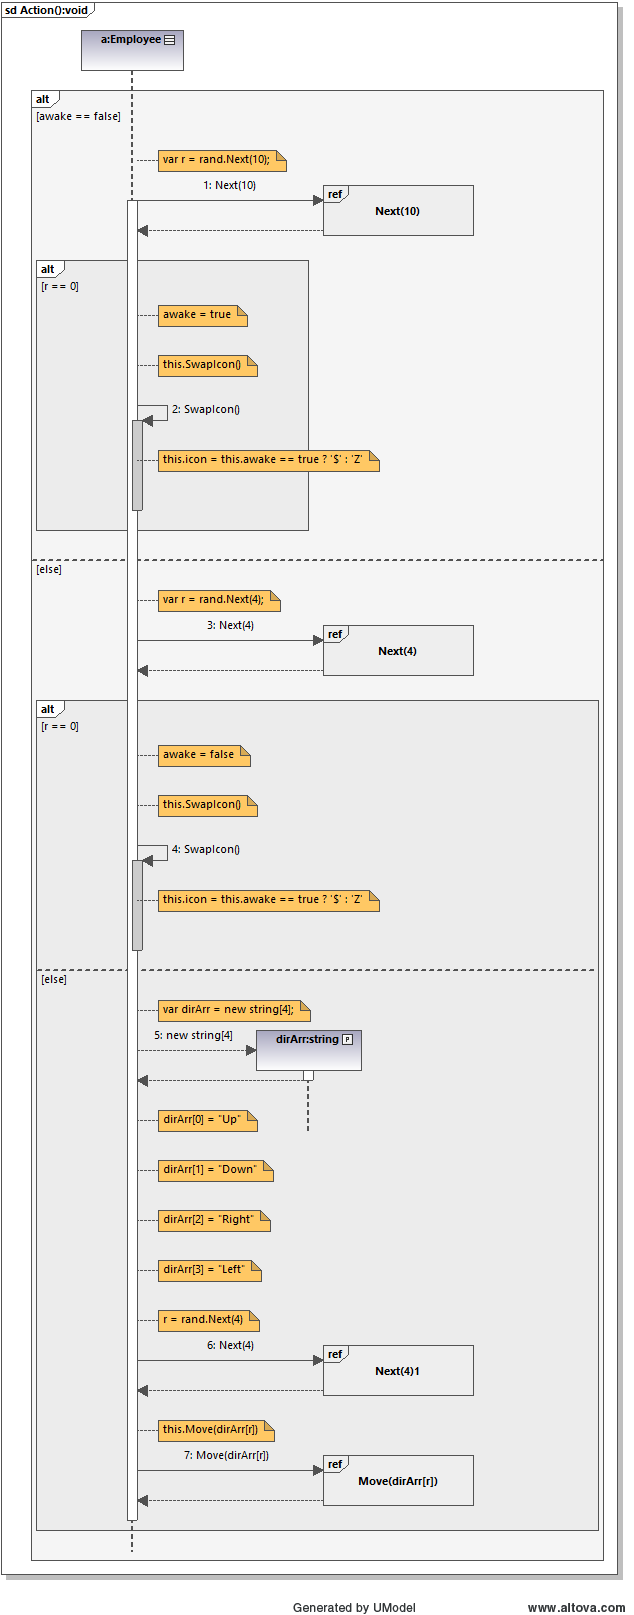 sd Action():void
a:Employee
alt
[awake == false]
var r = rand.Next(10);
1: Next(10)
ref
Next(10)
alt
[r == 0]
awake = true
this.SwapIcon()
2: SwapIcon()
this.icon = this.awake == true ? '$' : 'Z'
[else]
var r = rand.Next(4);
3: Next(4)
ref
Next(4)
alt
[r == 0]
awake = false
this.SwapIcon()
4: SwapIcon()
this.icon = this.awake == true ? '$' : 'Z'
[else]
var dirArr = new string[4];
5: new string[4]
dirArr:string P
dirArr[0] = "Up"
dirArr[1] = "Down"
dirArr[2] = "Right"
dirArr[3] = "Left"
r = rand.Next(4)
6: Next(4)
ref
Next(4)1
this.Move(dirArr[r])
7: Move(dirArr[r])
ref
Move(dirArr[r])
Generated by UModel www.altova.com